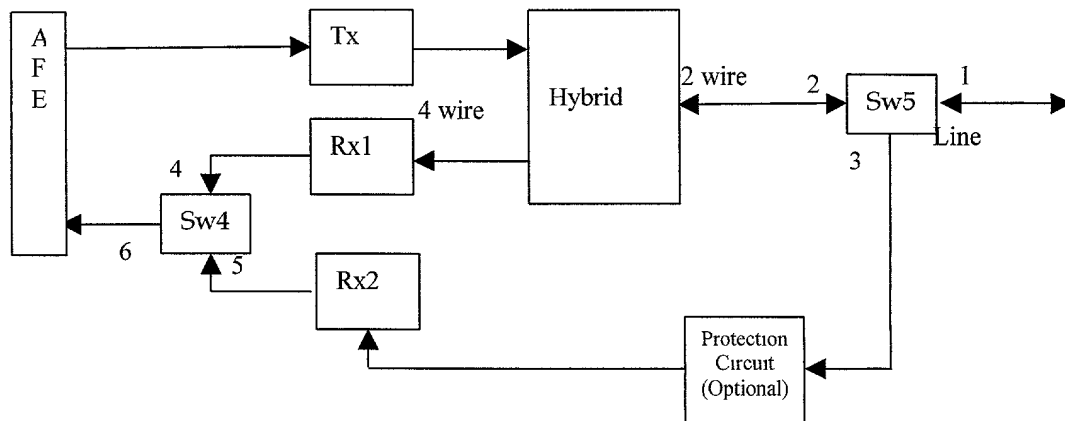 A
F
E
Tx
4 wire
Hybrid
2 wire
2
Sw5
1
Line
3
Rx1
4
Sw4
6
5
Rx2
Protection
Circuit
(Optional)